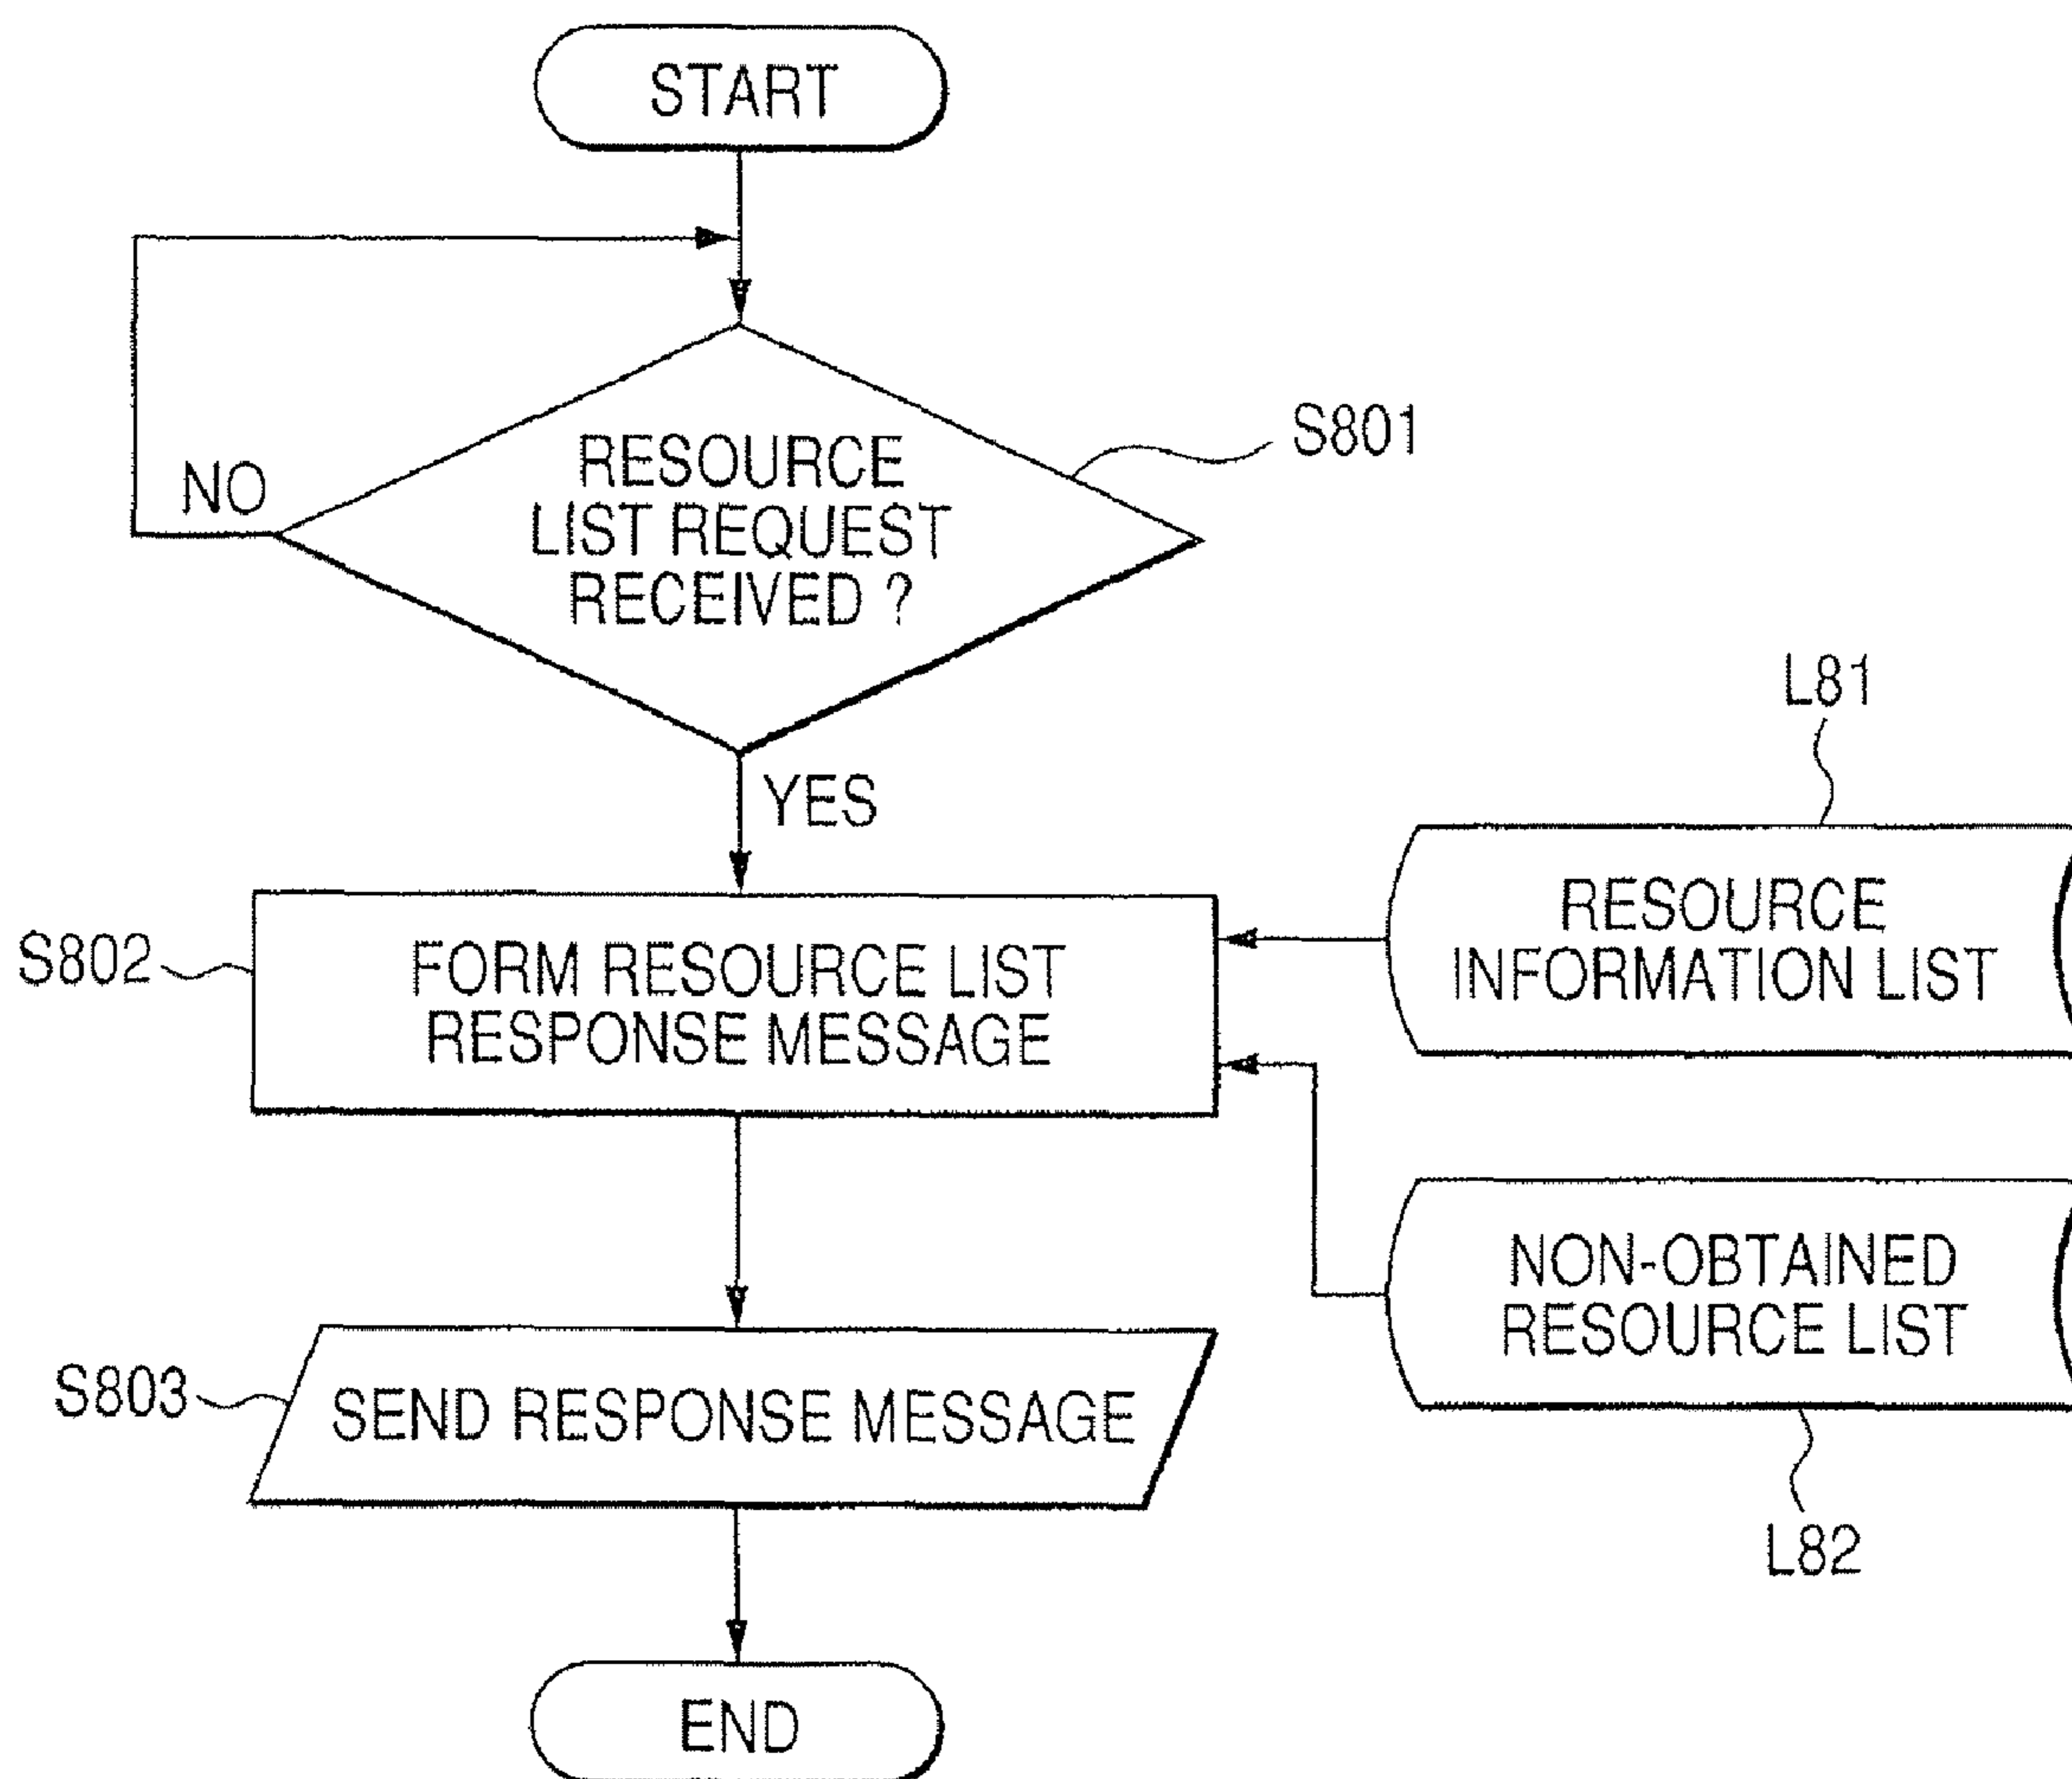 START
RESOURCE
LIST REQUEST
RECEIVED ?
S801
NO
YES
L81
RESOURCE
INFORMATION LIST
S802
FORM RESOURCE LIST
RESPONSE MESSAGE
NON-OBTAINED
RESOURCE LIST
L82
S803
SEND RESPONSE MESSAGE
END